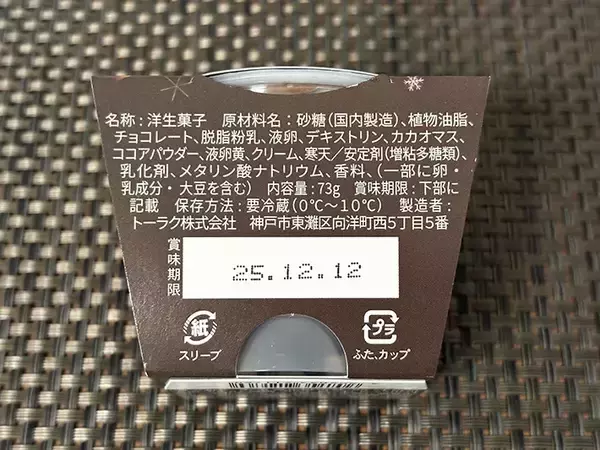 名称：洋生菓子　原材料名：砂糖（国内製造）、植物油脂、
チョコレート、脱脂粉乳、液卵、デキストリン、カカオマス、
ココアパウダー、液卵黄、クリーム、寒天／安定剤（増粘多糖類）、
乳化剤、メタリン酸ナトリウム、香料、（一部に卵・
乳成分・大豆を含む）　内容量：73g　賞味期限：下部に
記載　保存方法：要冷蔵（0℃～10℃）　製造者：
トーラク株式会社　神戸市東灘区向洋町西5丁目5番
賞味期限
25.12.12
紙
スリーブ
プラ
ふた、カップ